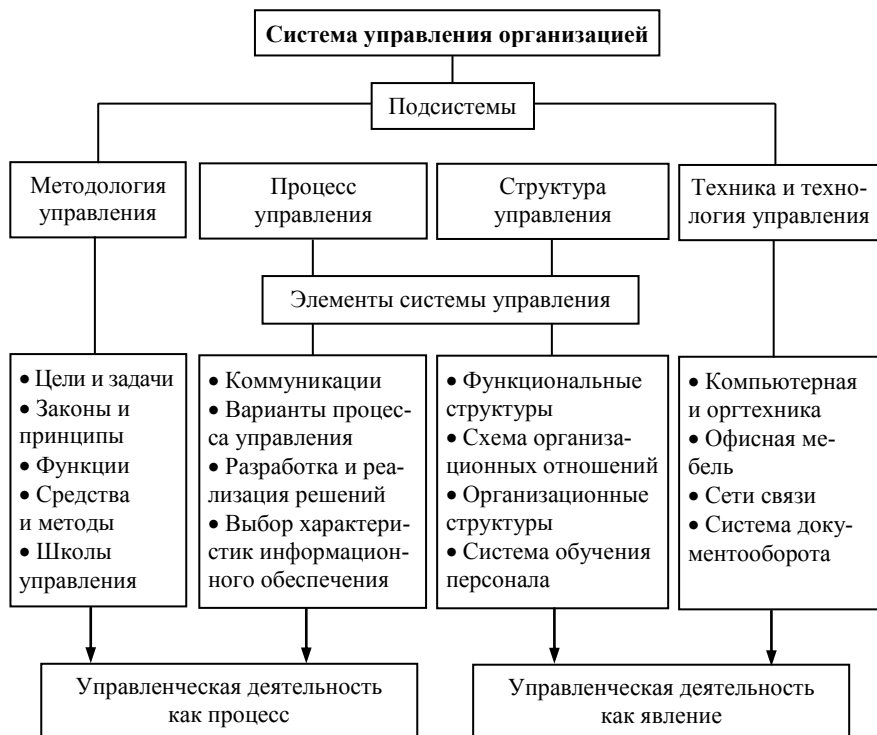 Система управления организацией
Подсистемы
Методология
управления
Процесс
управления
Структура
управления
Техника и техно-
логия управления
Элементы системы управления
• Цели и задачи
• Законы и
принципы
• Функции
• Средства
и методы
• Школы
управления
• Коммуникации
• Варианты процес-
са управления
• Разработка и реа-
лизация решений
• Выбор характери-
стик информацион-
ного обеспечения
• Функциональные
структуры
• Схема организа-
ционных отношений
• Организационные
структуры
• Система обучения
персонала
• Компьютерная
и оргтехника
• Офисная ме-
бель
• Сети связи
• Система доку-
ментооборота
Управленческая деятельность
как процесс
Управленческая деятельность
как явление